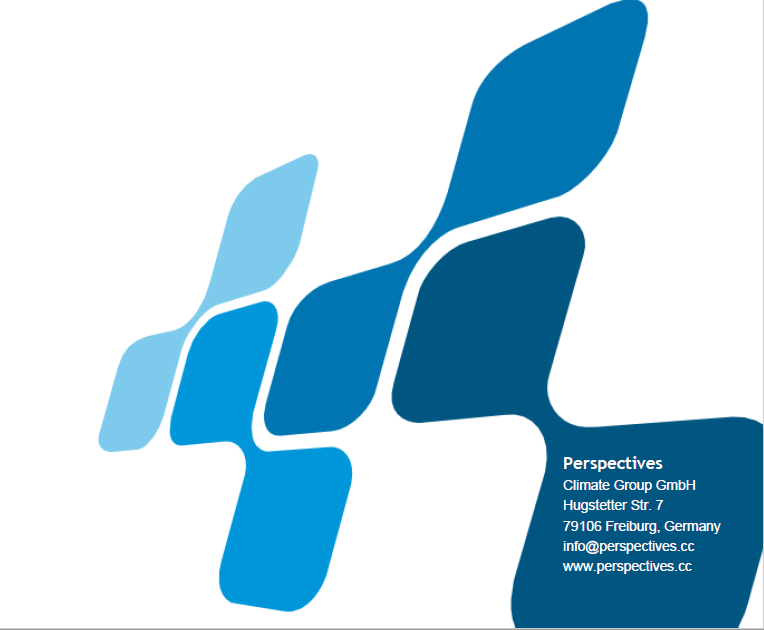 Perspectives
Climate Group GmbH
Hugstetter Str. 7
79106 Freiburg, Germany
info@perspectives.cc
www.perspectives.cc